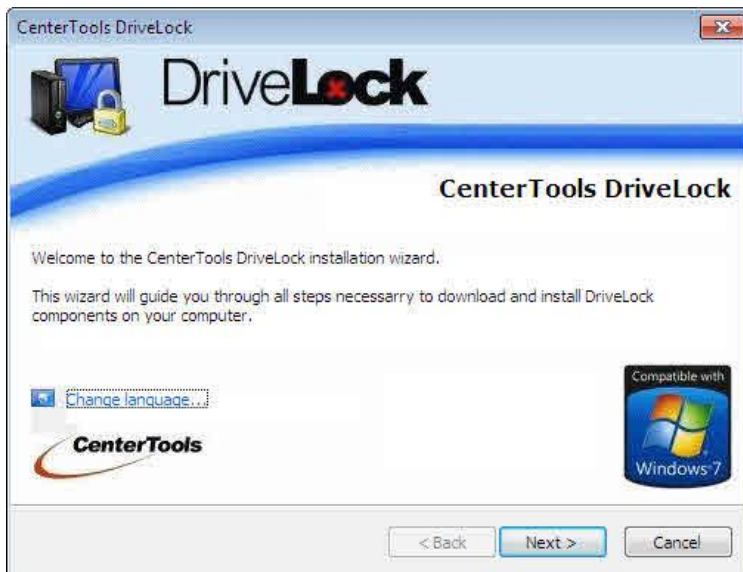 CenterTools DriveLock
DriveLock
CenterTools DriveLock
Welcome to the CenterTools DriveLock installation wizard.
This wizard will guide you through all steps necessarry to download and install DriveLock
components on your computer.
Change language...
CenterTools
Compatible with
Windows 7
< Back
Next >
Cancel